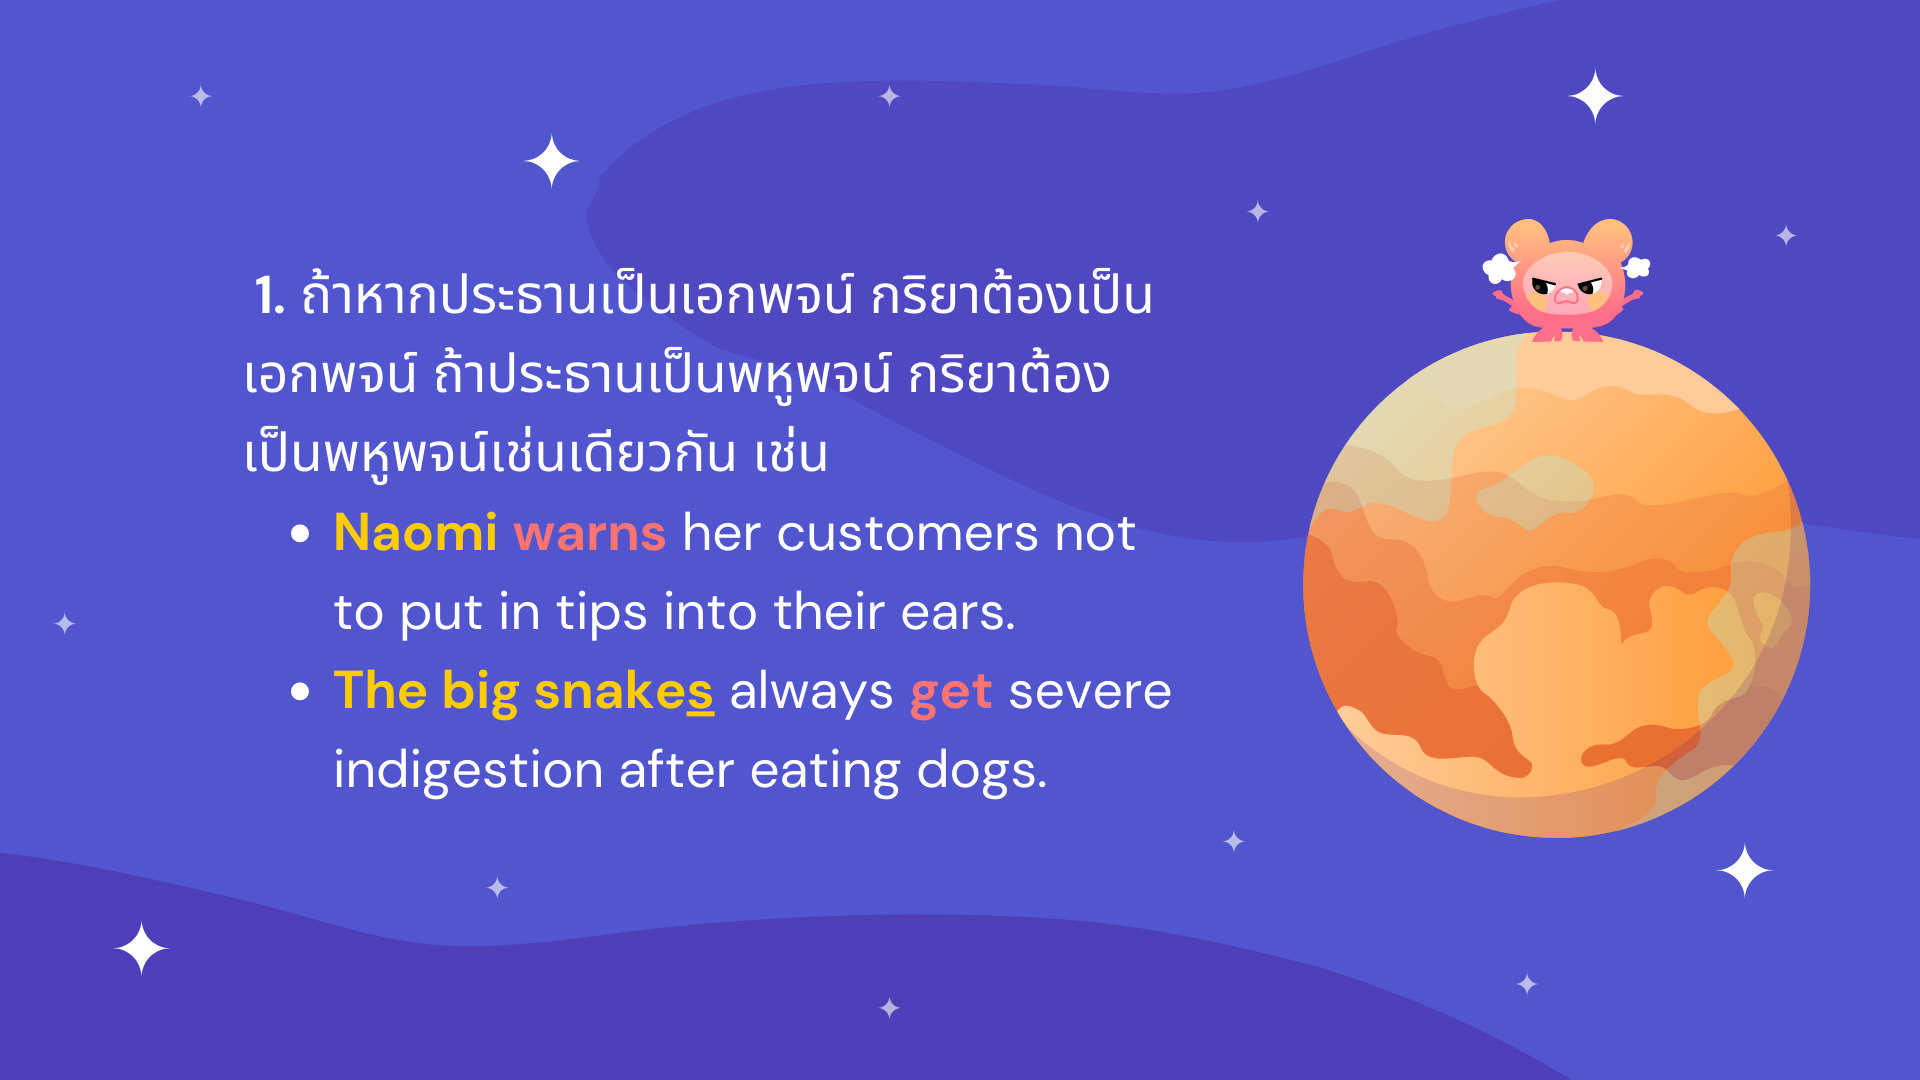 1. ถ้าหากประธานเป็นเอกพจน์ กริยาต้องเป็น
เอกพจน์ ถ้าประธานเป็นพหูพจน์ กริยาต้อง
เป็นพหูพจน์เช่นเดียวกัน เช่น
• Naomi warns her customers not
to put in tips into their ears.
• The big snakes always get severe
indigestion after eating dogs.